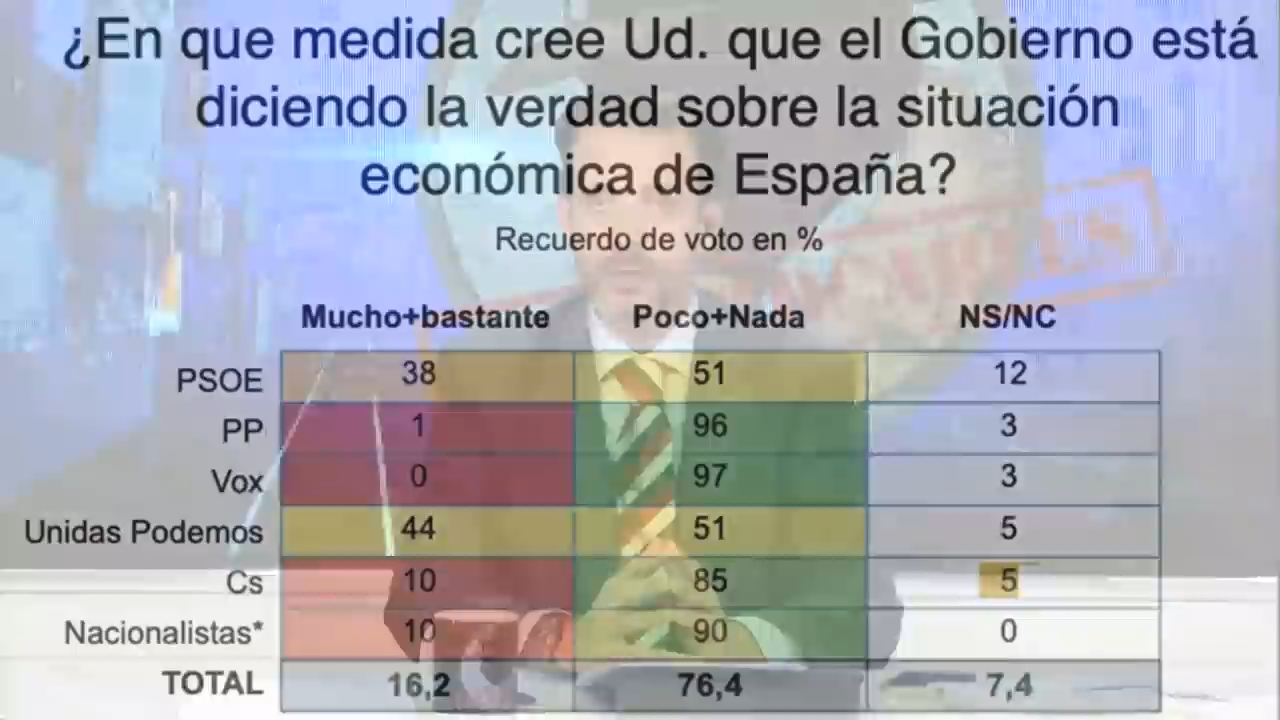 ¿En que medida cree Ud. que el Gobierno está
diciendo la verdad sobre la situación
económica de España?
Recuerdo de voto en %
Mucho+bastante Poco+Nada NS/NC
PSOE 38 51 12
PP 1 96 3
Vox 0 97 3
Unidas Podemos 44 51 5
Cs 10 85 5
Nacionalistas* 10 90 0
TOTAL 16,2 76,4 7,4